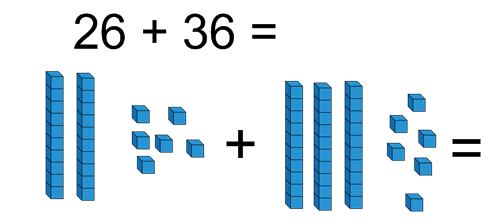 26 + 36 =
+ =